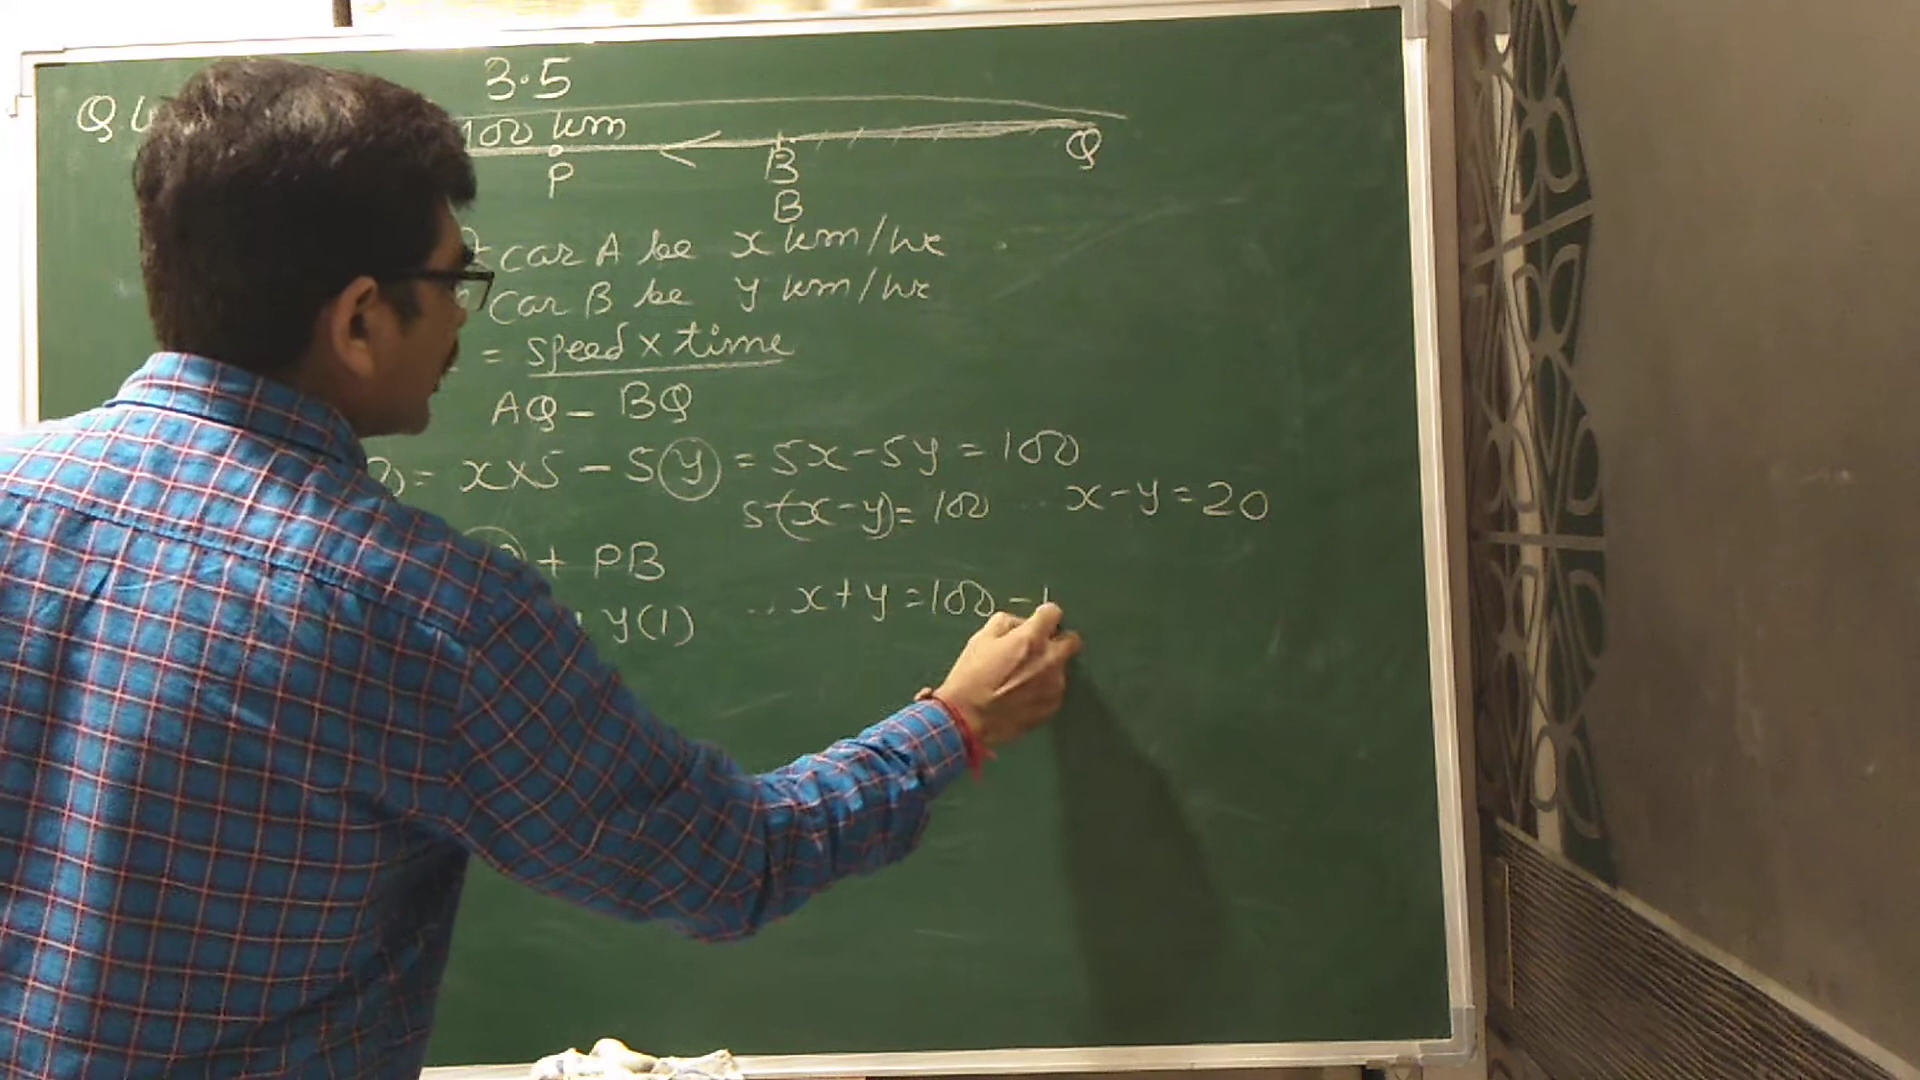 3.5
Q
100 km
P
B
Q
B
car A be x km/hr
car B be y km/hr
= speed x time
AQ - BQ
= x x 5 - 5y = 5x - 5y = 100
5(x-y) = 100 .. x - y = 20
+ PB
y(1) .. x + y = 100 -